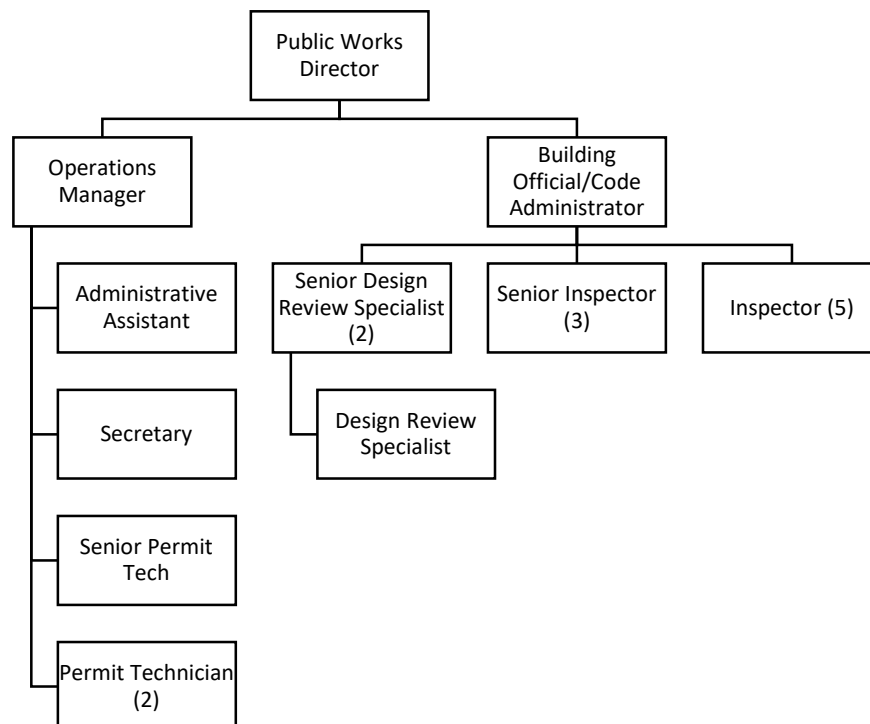 Public Works
Director
Operations
Manager
Building
Official/Code
Administrator
Administrative
Assistant
Senior Design
Review Specialist
(2)
Senior Inspector
(3)
Inspector (5)
Secretary
Design Review
Specialist
Senior Permit
Tech
Permit Technician
(2)